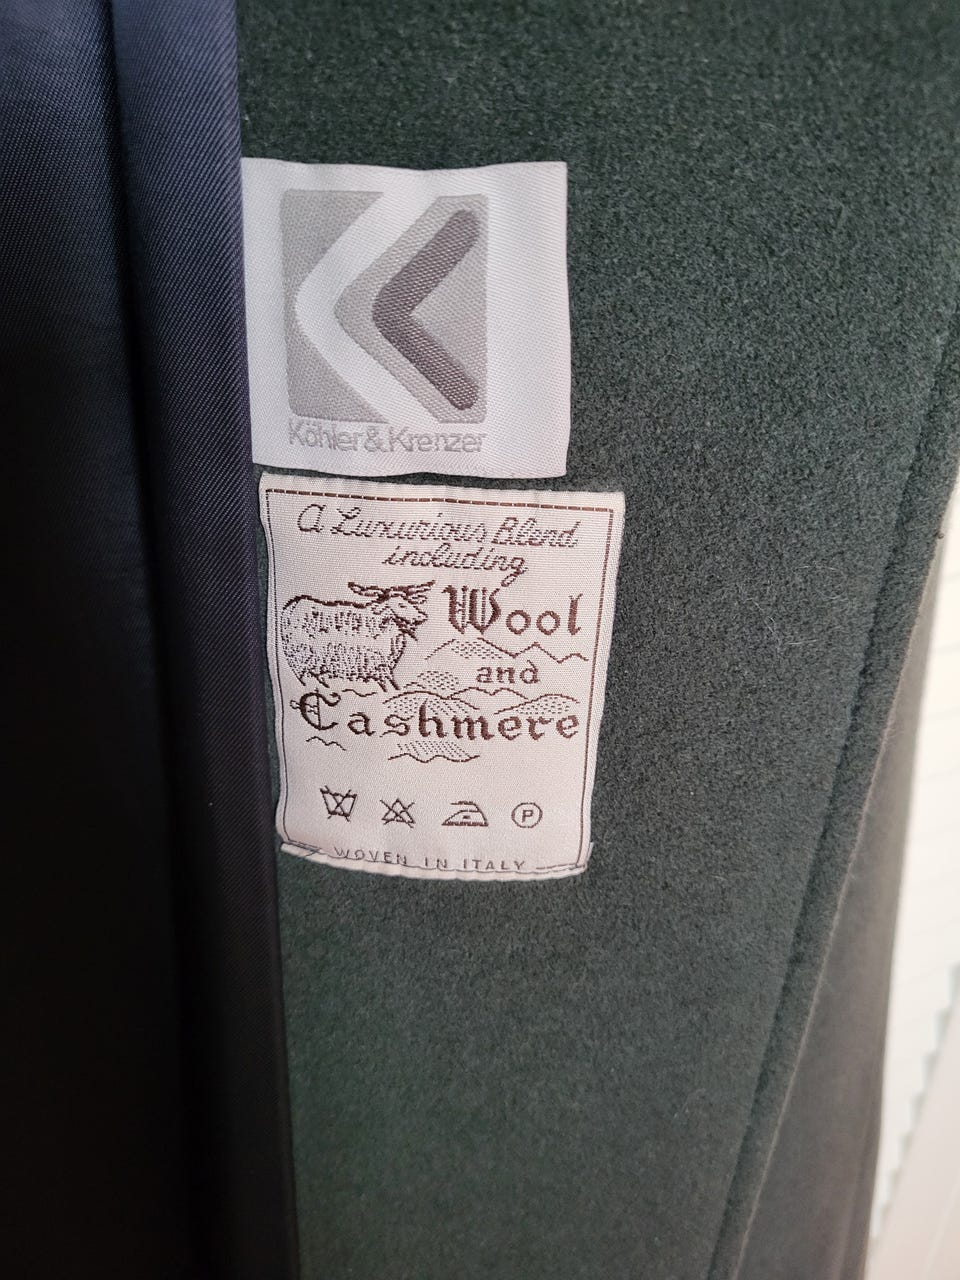 Köhler & Krenzer
A Luxurious Blend
including
Wool
and
Cashmere
P
WOVEN IN ITALY